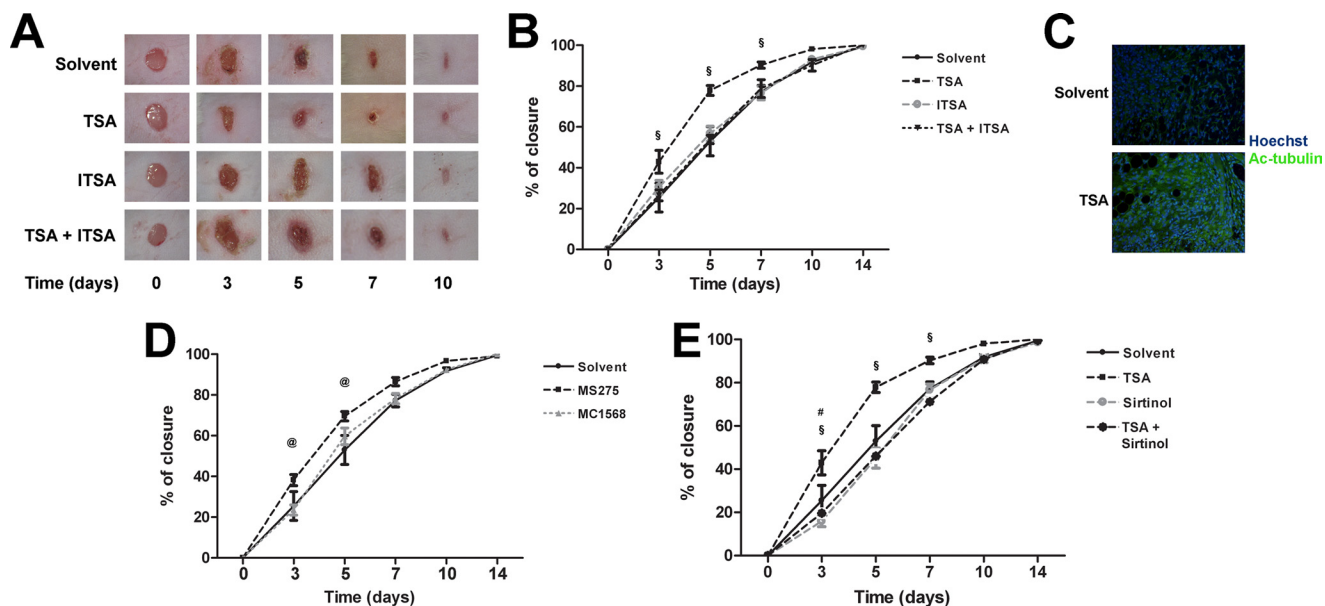 A
Solvent
TSA
ITSA
TSA + ITSA
Time (days) 0 3 5 7 10
B
% of closure
100
80
60
40
20
0
§ § §
0 3 5 7 10 14
Time (days)
Solvent
TSA
ITSA
TSA + ITSA
C
Solvent
TSA
Hoechst
Ac-tubulin
D
% of closure
100
80
60
40
20
0
@ @
0 3 5 7 10 14
Time (days)
Solvent
MS275
MC1568
E
% of closure
100
80
60
40
20
0
#
§ § §
0 3 5 7 10 14
Time (days)
Solvent
TSA
Sirtinol
TSA +
Sirtinol